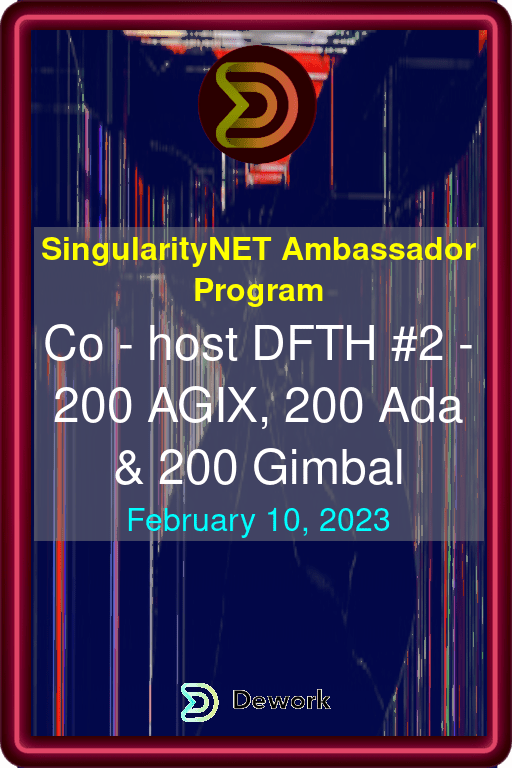 SingularityNET Ambassador
Program
Co - host DFTH #2 -
200 AGIX, 200 Ada
& 200 Gimbal
February 10, 2023
Dework